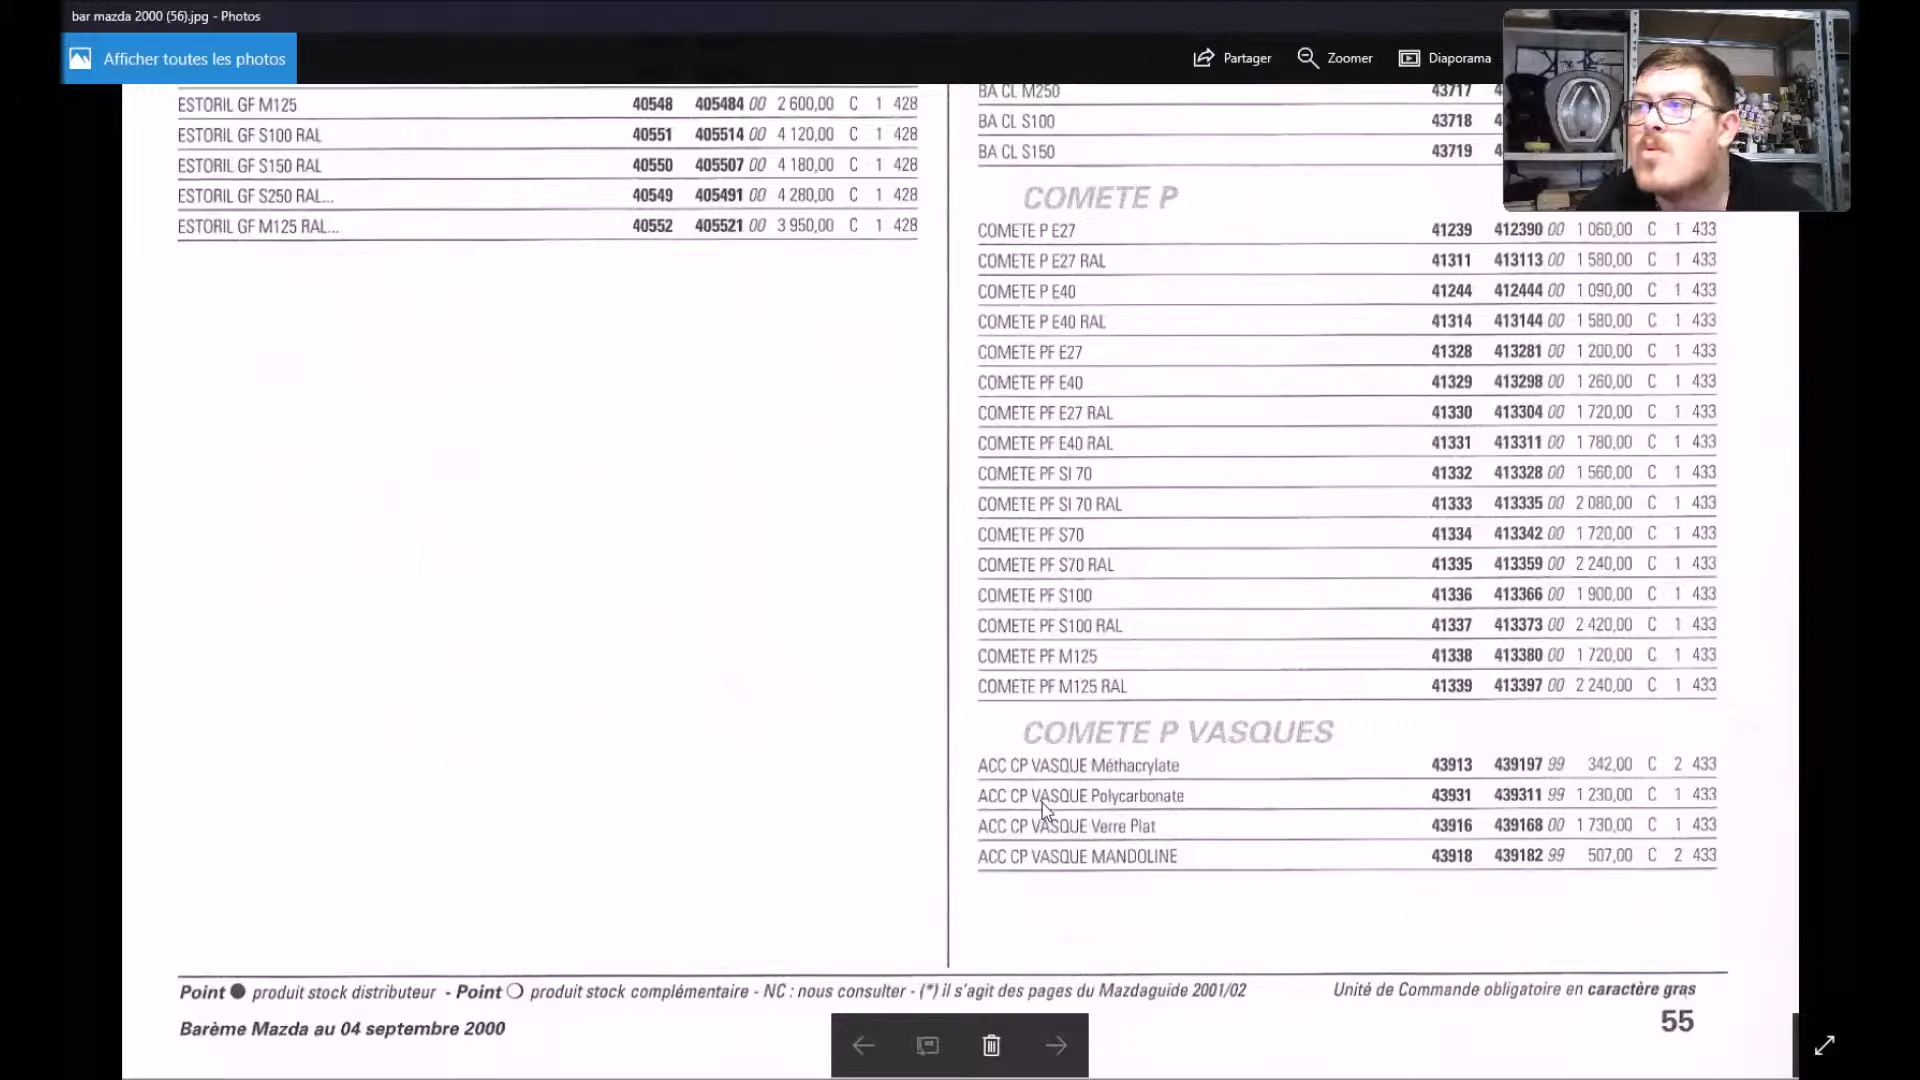 bar mazda 2000 (56).jpg - Photos
Afficher toutes les photos
Partager
Zoomer
Diaporama
ESTORIL GF M125 40548 405484 00 2 600,00 C 1 428
ESTORIL GF S100 RAL 40551 405514 00 4 120,00 C 1 428
ESTORIL GF S150 RAL 40550 405507 00 4 180,00 C 1 428
ESTORIL GF S250 RAL... 40549 405491 00 4 280,00 C 1 428
ESTORIL GF M125 RAL... 40552 405521 00 3 950,00 C 1 428
BA CL M250 43717 4
BA CL S100 43718
BA CL S150 43719 4
COMETE P
COMETE P E27 41239 412390 00 1 060,00 C 1 433
COMETE P E27 RAL 41311 413113 00 1 580,00 C 1 433
COMETE P E40 41244 412444 00 1 090,00 C 1 433
COMETE P E40 RAL 41314 413144 00 1 580,00 C 1 433
COMETE PF E27 41328 413281 00 1 200,00 C 1 433
COMETE PF E40 41329 413298 00 1 260,00 C 1 433
COMETE PF E27 RAL 41330 413304 00 1 720,00 C 1 433
COMETE PF E40 RAL 41331 413311 00 1 780,00 C 1 433
COMETE PF SI 70 41332 413328 00 1 560,00 C 1 433
COMETE PF SI 70 RAL 41333 413335 00 2 080,00 C 1 433
COMETE PF S70 41334 413342 00 1 720,00 C 1 433
COMETE PF S70 RAL 41335 413359 00 2 240,00 C 1 433
COMETE PF S100 41336 413366 00 1 900,00 C 1 433
COMETE PF S100 RAL 41337 413373 00 2 420,00 C 1 433
COMETE PF M125 41338 413380 00 1 720,00 C 1 433
COMETE PF M125 RAL 41339 413397 00 2 240,00 C 1 433
COMETE P VASQUES
ACC CP VASQUE Méthacrylate 43913 439197 99 342,00 C 2 433
ACC CP VASQUE Polycarbonate 43931 439311 99 1 230,00 C 1 433
ACC CP VASQUE Verre Plat 43916 439168 00 1 730,00 C 1 433
ACC CP VASQUE MANDOLINE 43918 439182 99 507,00 C 2 433
Point ● produit stock distributeur - Point ○ produit stock complémentaire - NC : nous consulter - (*) il s'agit des pages du Mazdaguide 2001/02
Unité de Commande obligatoire en caractère gras
Barème Mazda au 04 septembre 2000
55